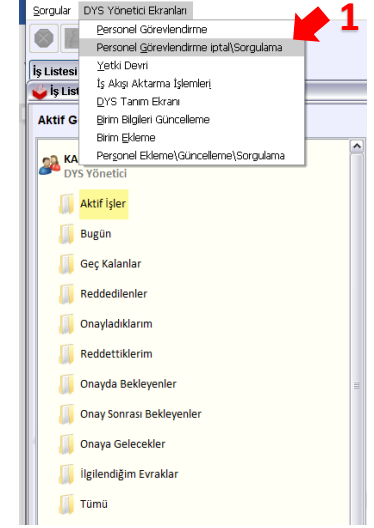 Sorgular DYS Yönetici Ekranları
1
Personel Görevlendirme
Personel Görevlendirme iptal\Sorgulama
Yetki Devri
İş Akışı Aktarma İşlemleri
DYS Tanım Ekranı
Birim Bilgileri Güncelleme
Birim Ekleme
Personel Ekleme\Güncelleme\Sorgulama
İş Listesi
İş List
Aktif G
KA
DYS Yönetici
Aktif İşler
Bugün
Geç Kalanlar
Reddedilenler
Onayladıklarım
Reddettiklerim
Onayda Bekleyenler
Onay Sonrası Bekleyenler
Onaya Gelecekler
İlgilendiğim Evraklar
Tümü